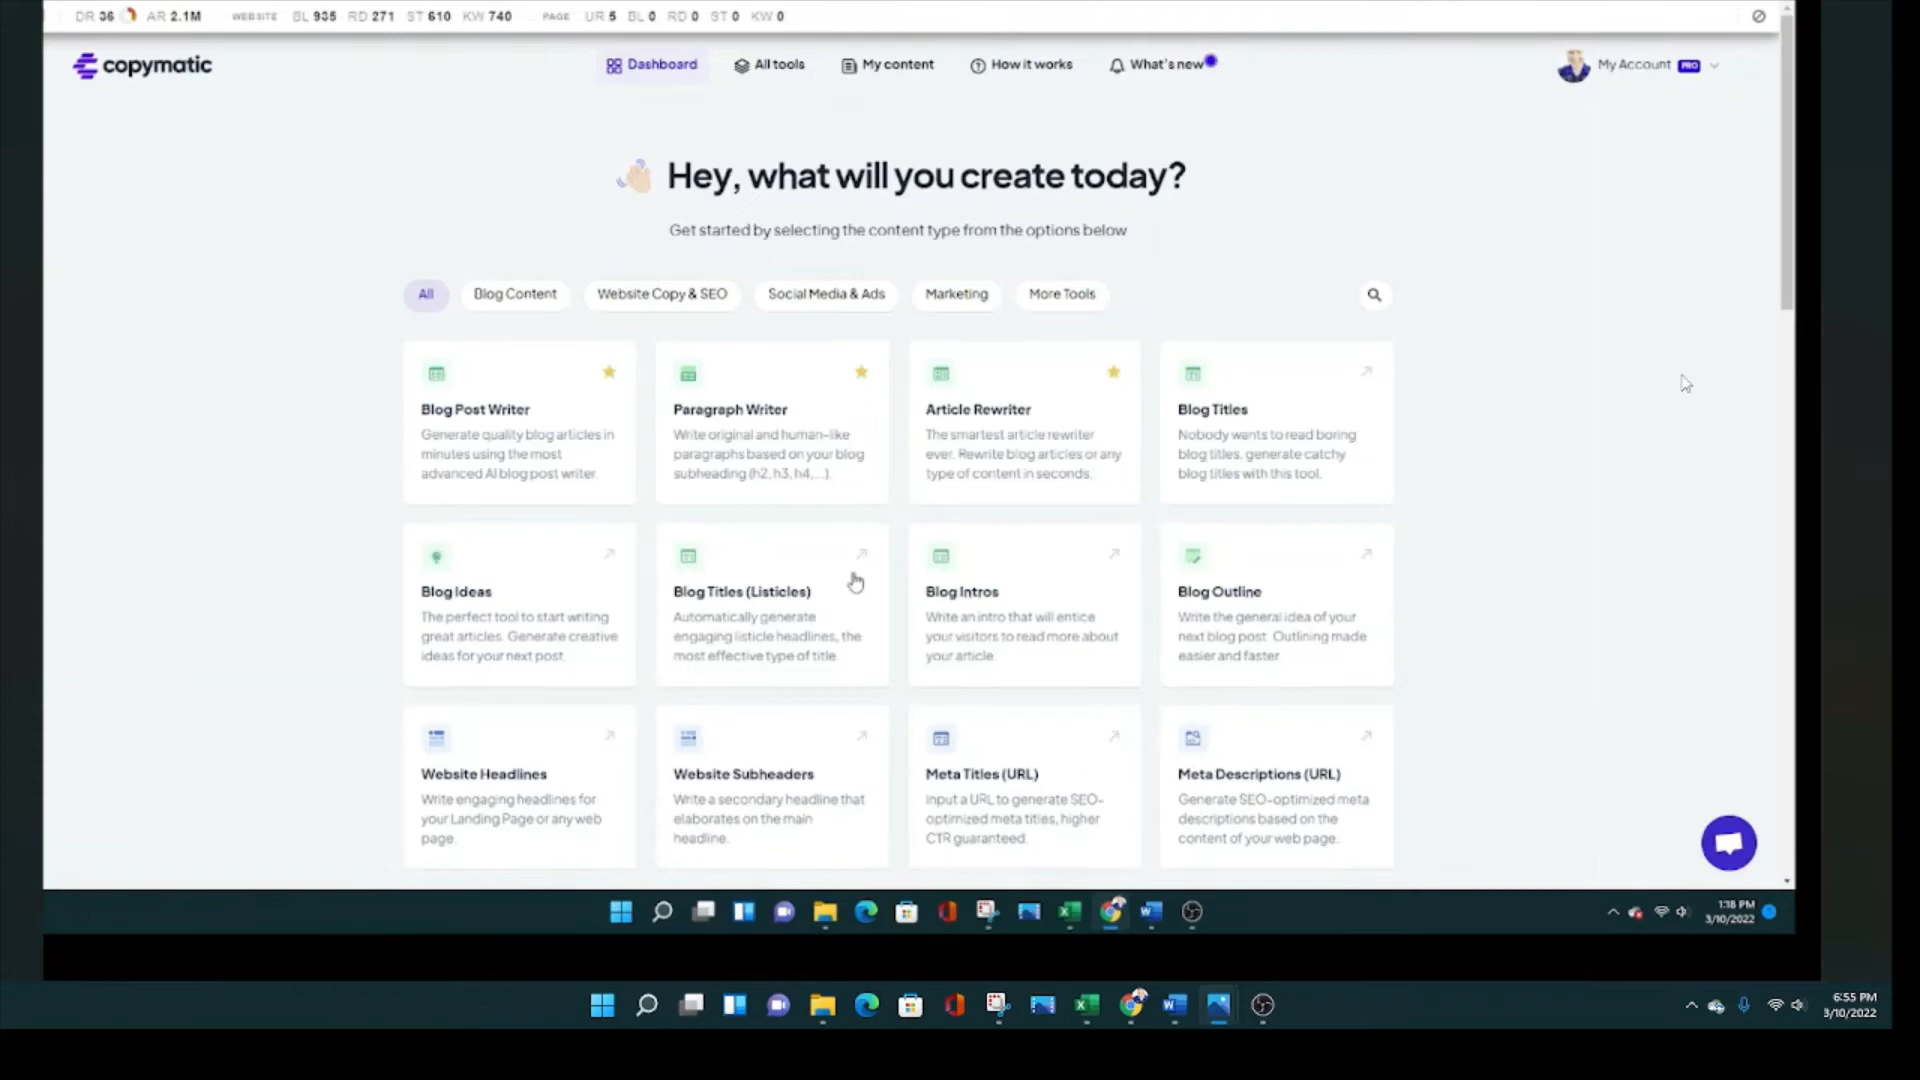 DR 36 AR 2.1M WEBSITE BL 935 RD 271 ST 610 KW 740 PAGE UR 5 BL 0 RD 0 ST 0 KW 0
copymatic Dashboard All tools My content How it works What's new My Account PRO
Hey, what will you create today?
Get started by selecting the content type from the options below
All Blog Content Website Copy & SEO Social Media & Ads Marketing More Tools
Blog Post Writer
Generate quality blog articles in
minutes using the most
advanced AI blog post writer.
Paragraph Writer
Write original and human-like
paragraphs based on your blog
subheading (h2, h3, h4,...).
Article Rewriter
The smartest article rewriter
ever. Rewrite blog articles or any
type of content in seconds.
Blog Titles
Nobody wants to read boring
blog titles, generate catchy
blog titles with this tool.
Blog Ideas
The perfect tool to start writing
great articles. Generate creative
ideas for your next post
Blog Titles (Listicles)
Automatically generate
engaging listicle headlines, the
most effective type of title
Blog Intros
Write an intro that will entice
your visitors to read more about
your article.
Blog Outline
Write the general idea of your
next blog post. Outlining made
easier and faster
Website Headlines
Write engaging headlines for
your Landing Page or any web
page.
Website Subheaders
Write a secondary headline that
elaborates on the main
headline.
Meta Titles (URL)
Input a URL to generate SEO-
optimized meta titles, higher
CTR guaranteed.
Meta Descriptions (URL)
Generate SEO-optimized meta
descriptions based on the
content of your web page.
1:18 PM
3/10/2022
6:55 PM
3/10/2022